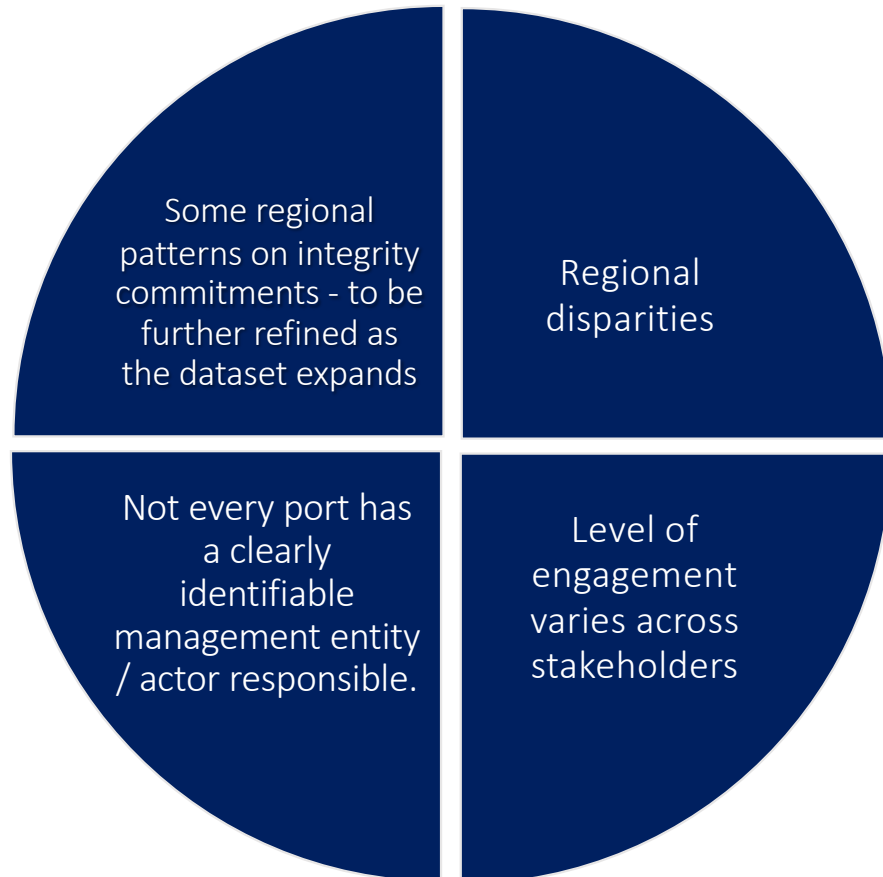 Some regional
patterns on integrity
commitments - to be
further refined as
the dataset expands
Regional
disparities
Not every port has
a clearly
identifiable
management entity
/ actor responsible.
Level of
engagement
varies across
stakeholders